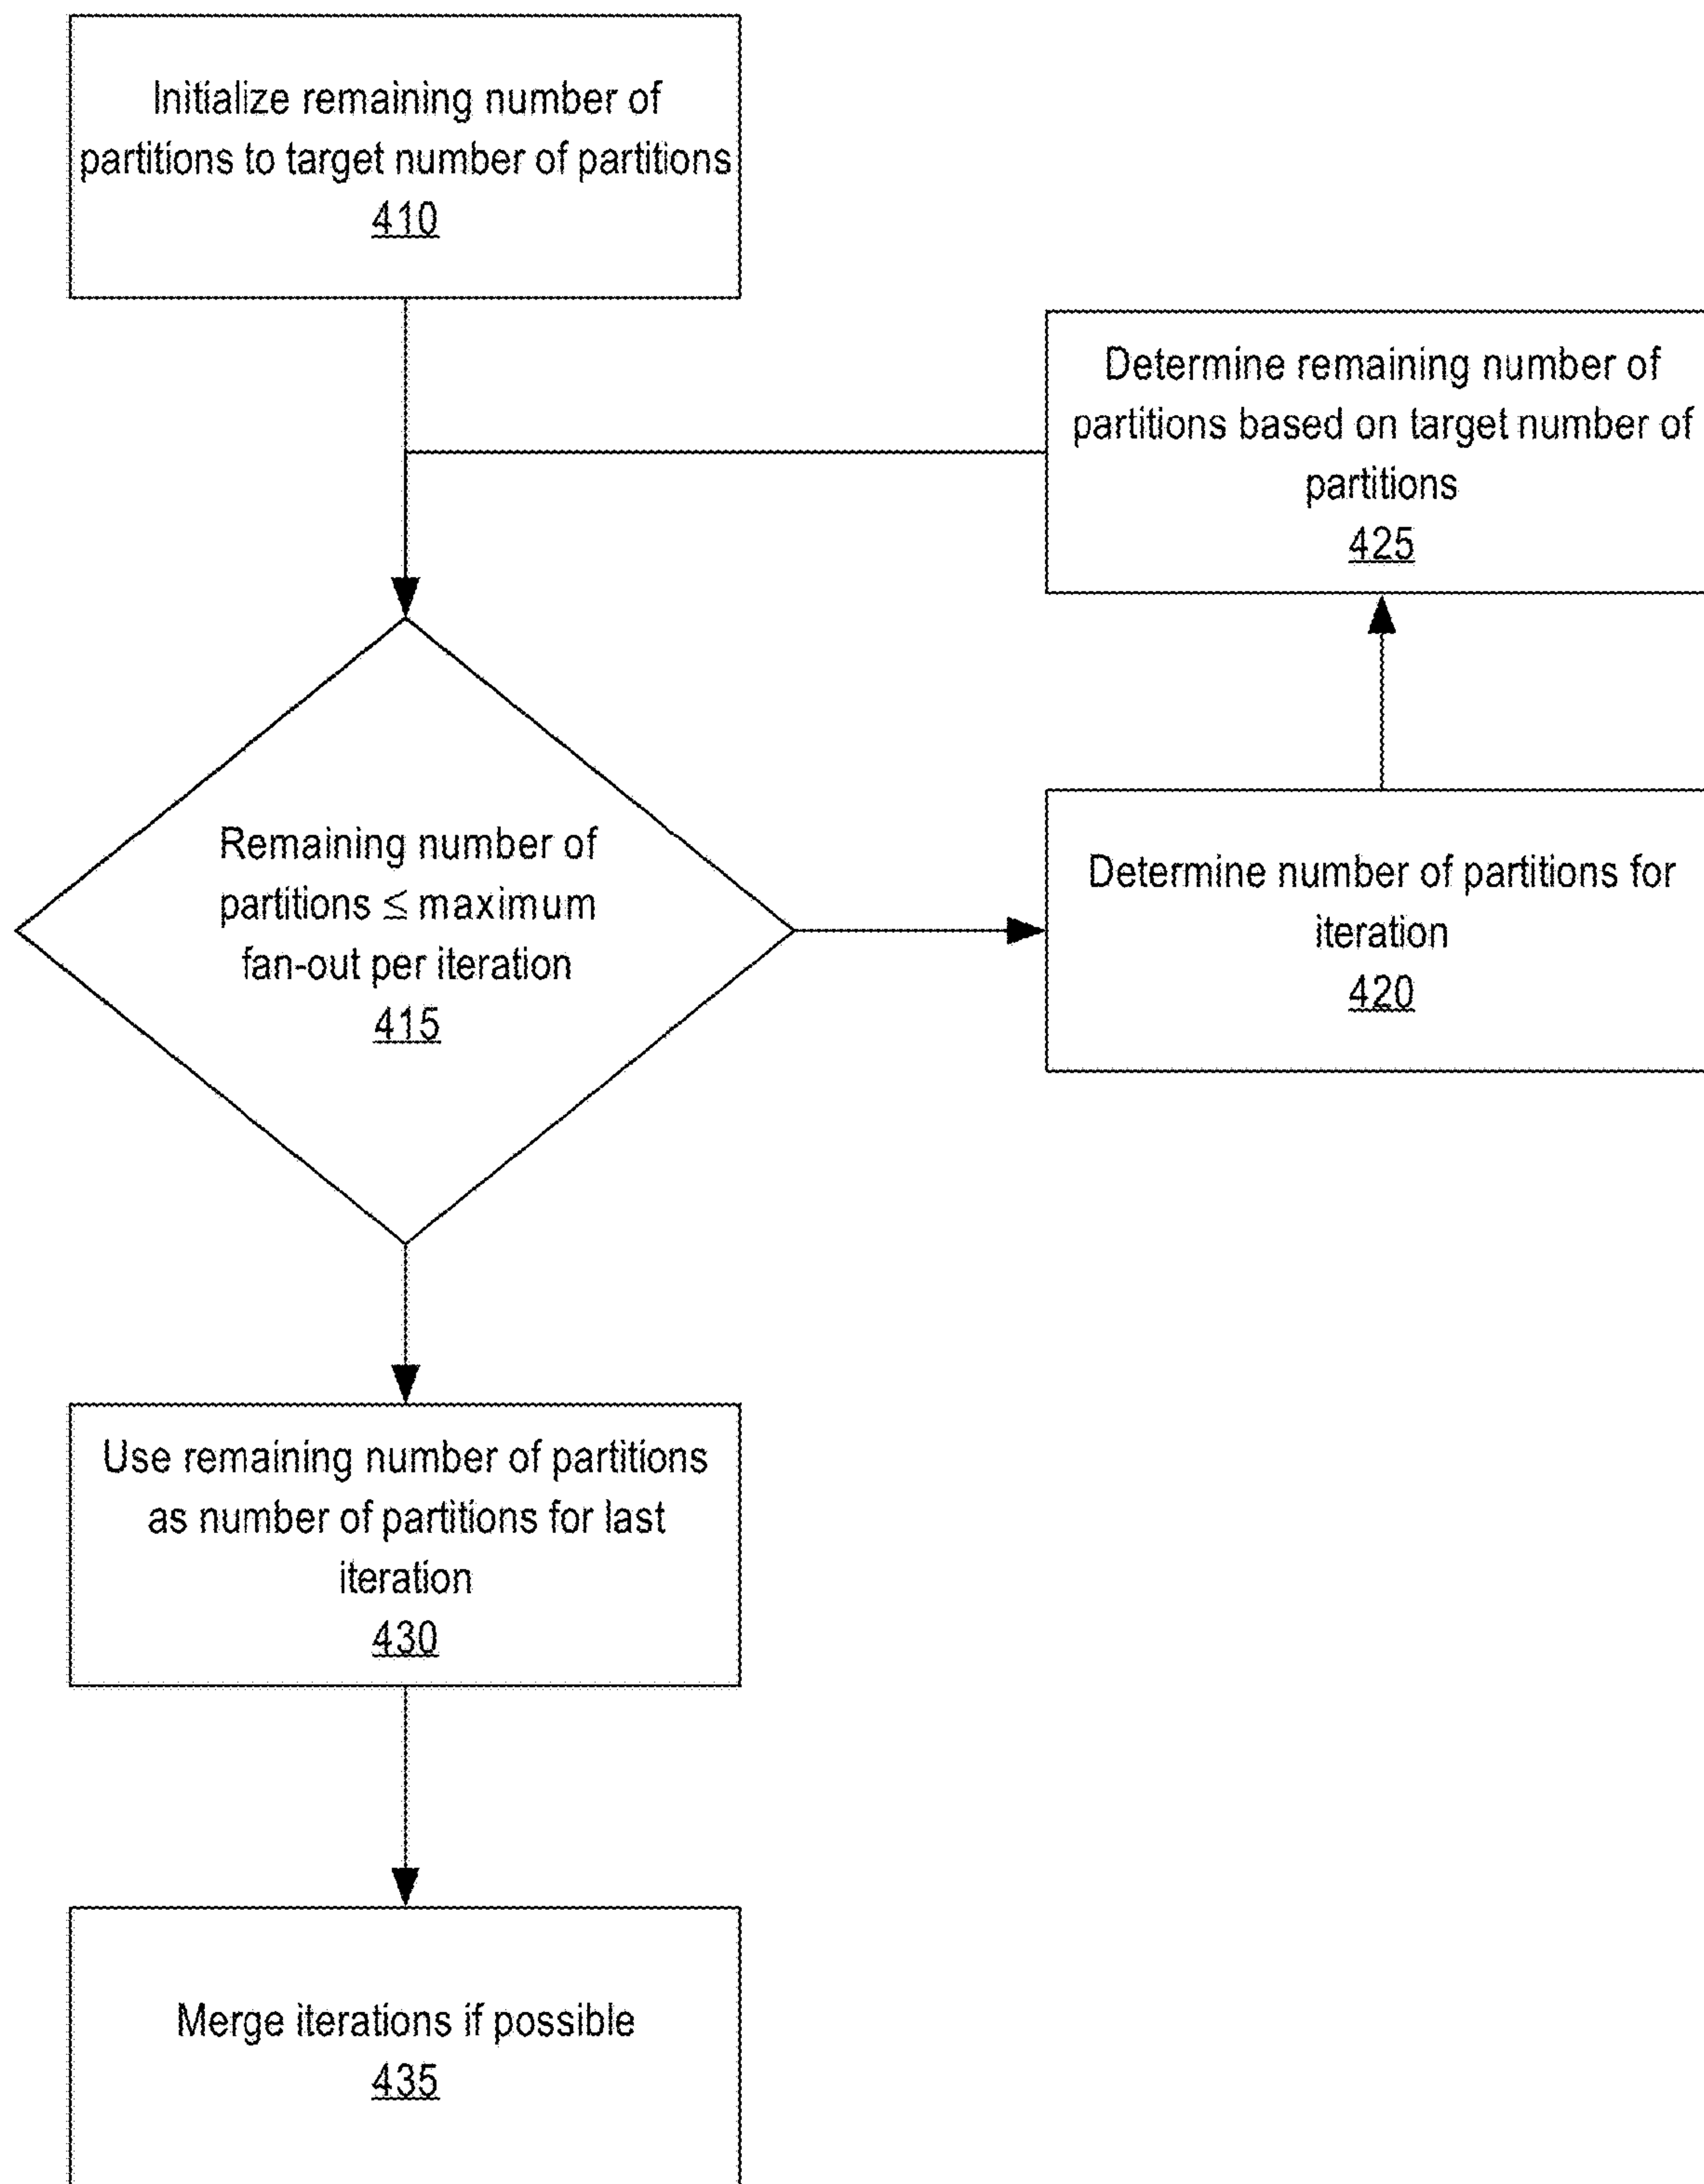 Initialize remaining number of
partitions to target number of partitions
410
Determine remaining number of
partitions based on target number of
partitions
425
Remaining number of
partitions ≤ maximum
fan-out per iteration
415
Determine number of partitions for
iteration
420
Use remaining number of partitions
as number of partitions for last
iteration
430
Merge iterations if possible
435